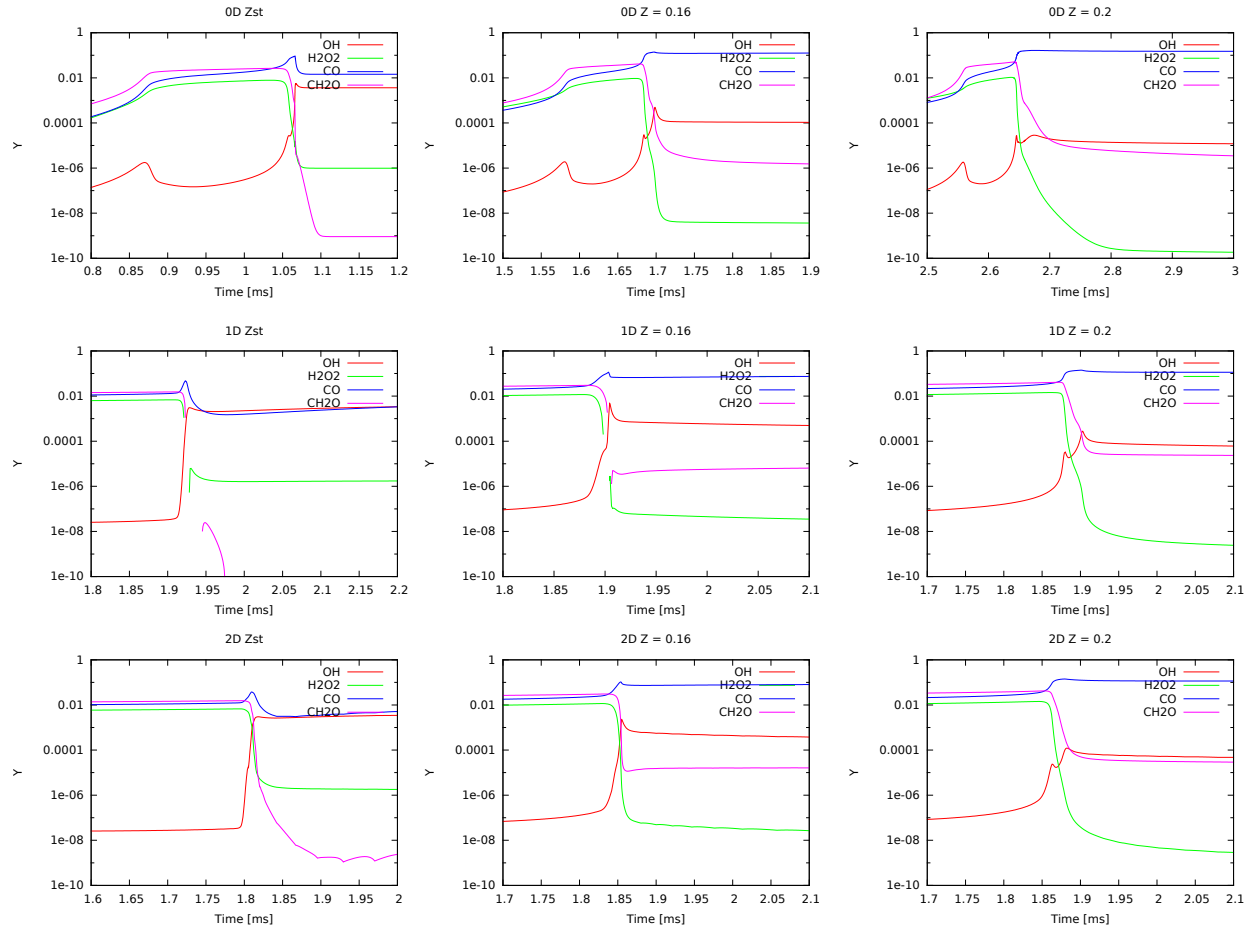 0D Zst
0D Z = 0.16
0D Z = 0.2
1
0.01
0.0001
1e-06
1e-08
1e-10
Y
OH
H2O2
CO
CH2O
0.8 0.85 0.9 0.95 1 1.05 1.1 1.15 1.2
Time [ms]
1
0.01
0.0001
1e-06
1e-08
1e-10
Y
OH
H2O2
CO
CH2O
1.5 1.55 1.6 1.65 1.7 1.75 1.8 1.85 1.9
Time [ms]
1
0.01
0.0001
1e-06
1e-08
1e-10
Y
OH
H2O2
CO
CH2O
2.5 2.6 2.7 2.8 2.9 3
Time [ms]
1D Zst
1D Z = 0.16
1D Z = 0.2
1
0.01
0.0001
1e-06
1e-08
1e-10
Y
OH
H2O2
CO
CH2O
1.8 1.85 1.9 1.95 2 2.05 2.1 2.15 2.2
Time [ms]
1
0.01
0.0001
1e-06
1e-08
1e-10
Y
OH
H2O2
CO
CH2O
1.8 1.85 1.9 1.95 2 2.05 2.1
Time [ms]
1
0.01
0.0001
1e-06
1e-08
1e-10
Y
OH
H2O2
CO
CH2O
1.7 1.75 1.8 1.85 1.9 1.95 2 2.05 2.1
Time [ms]
2D Zst
2D Z = 0.16
2D Z = 0.2
1
0.01
0.0001
1e-06
1e-08
1e-10
Y
OH
H2O2
CO
CH2O
1.6 1.65 1.7 1.75 1.8 1.85 1.9 1.95 2
Time [ms]
1
0.01
0.0001
1e-06
1e-08
1e-10
Y
OH
H2O2
CO
CH2O
1.7 1.75 1.8 1.85 1.9 1.95 2 2.05 2.1
Time [ms]
1
0.01
0.0001
1e-06
1e-08
1e-10
Y
OH
H2O2
CO
CH2O
1.7 1.75 1.8 1.85 1.9 1.95 2 2.05 2.1
Time [ms]